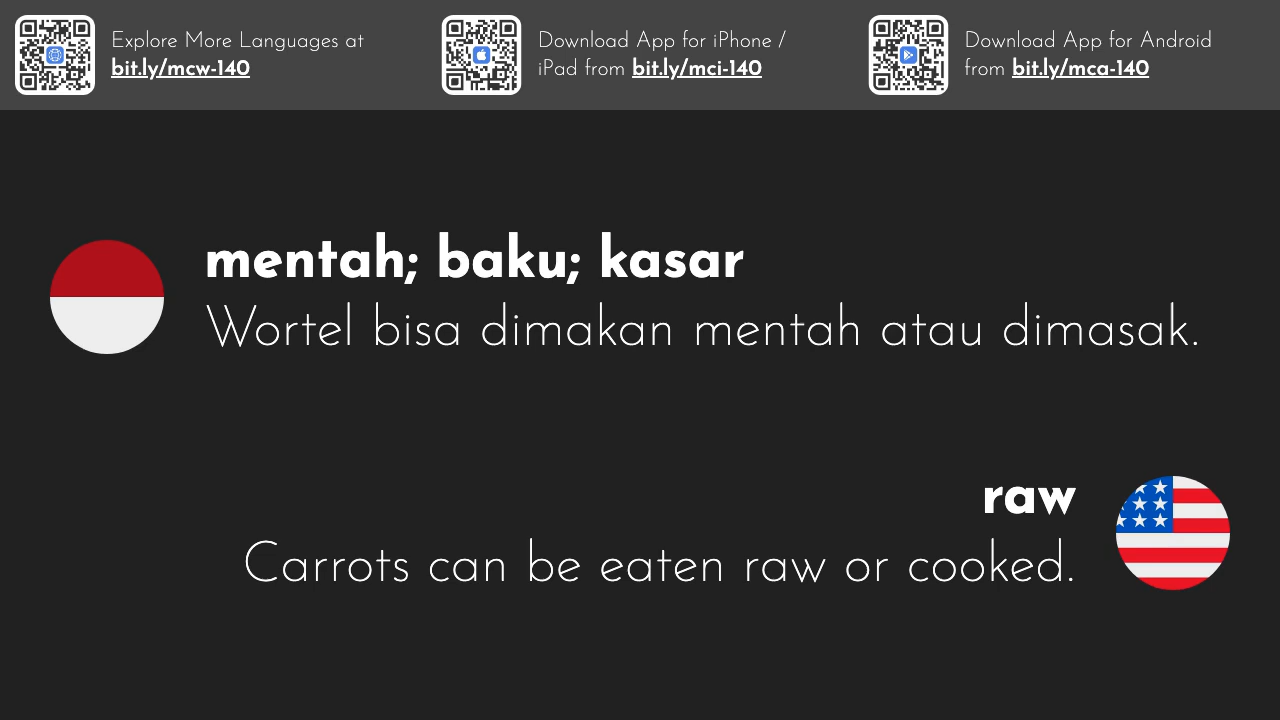 Explore More Languages at
bit.ly/mcw-140
Download App for iPhone /
iPad from bit.ly/mci-140
Download App for Android
from bit.ly/mca-140
mentah; baku; kasar
Wortel bisa dimakan mentah atau dimasak.
raw
Carrots can be eaten raw or cooked.